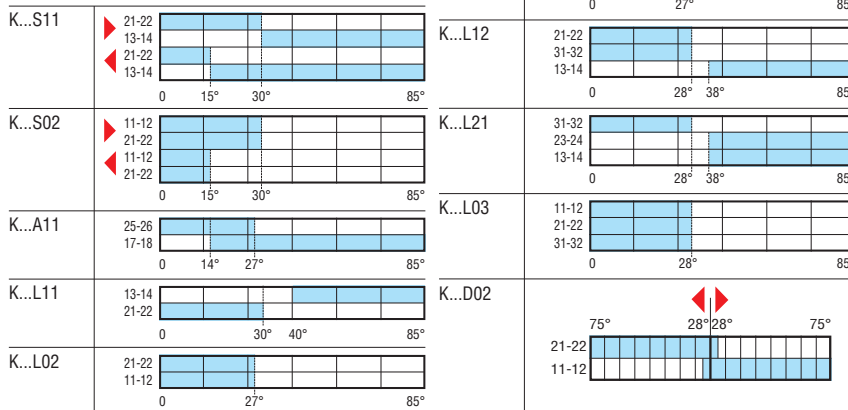 K...S11
21-22
13-14
21-22
13-14
0 15° 30° 85°
K...S02
11-12
21-22
11-12
21-22
0 15° 30° 85°
K...A11
25-26
17-18
0 14° 27° 85°
K...L11
13-14
21-22
0 30° 40° 85°
K...L02
21-22
11-12
0 27° 85°
0 27° 85
K...L12
21-22
31-32
13-14
0 28° 38° 85
K...L21
31-32
23-24
13-14
0 28° 38° 85
K...L03
11-12
21-22
31-32
0 28° 85
K...D02
75° 28° 28° 75°
21-22
11-12